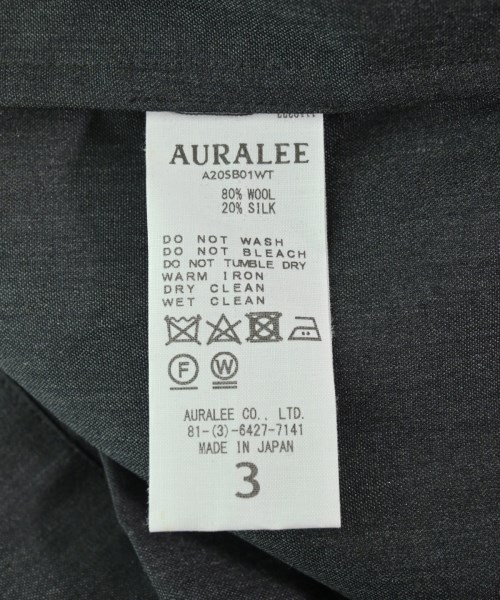 AURALEE
A20SB01WT
80% WOOL
20% SILK
DO NOT WASH
DO NOT BLEACH
DO NOT TUMBLE DRY
WARM IRON
DRY CLEAN
WET CLEAN
F W
AURALEE CO., LTD.
81-(3)-6427-7141
MADE IN JAPAN
3